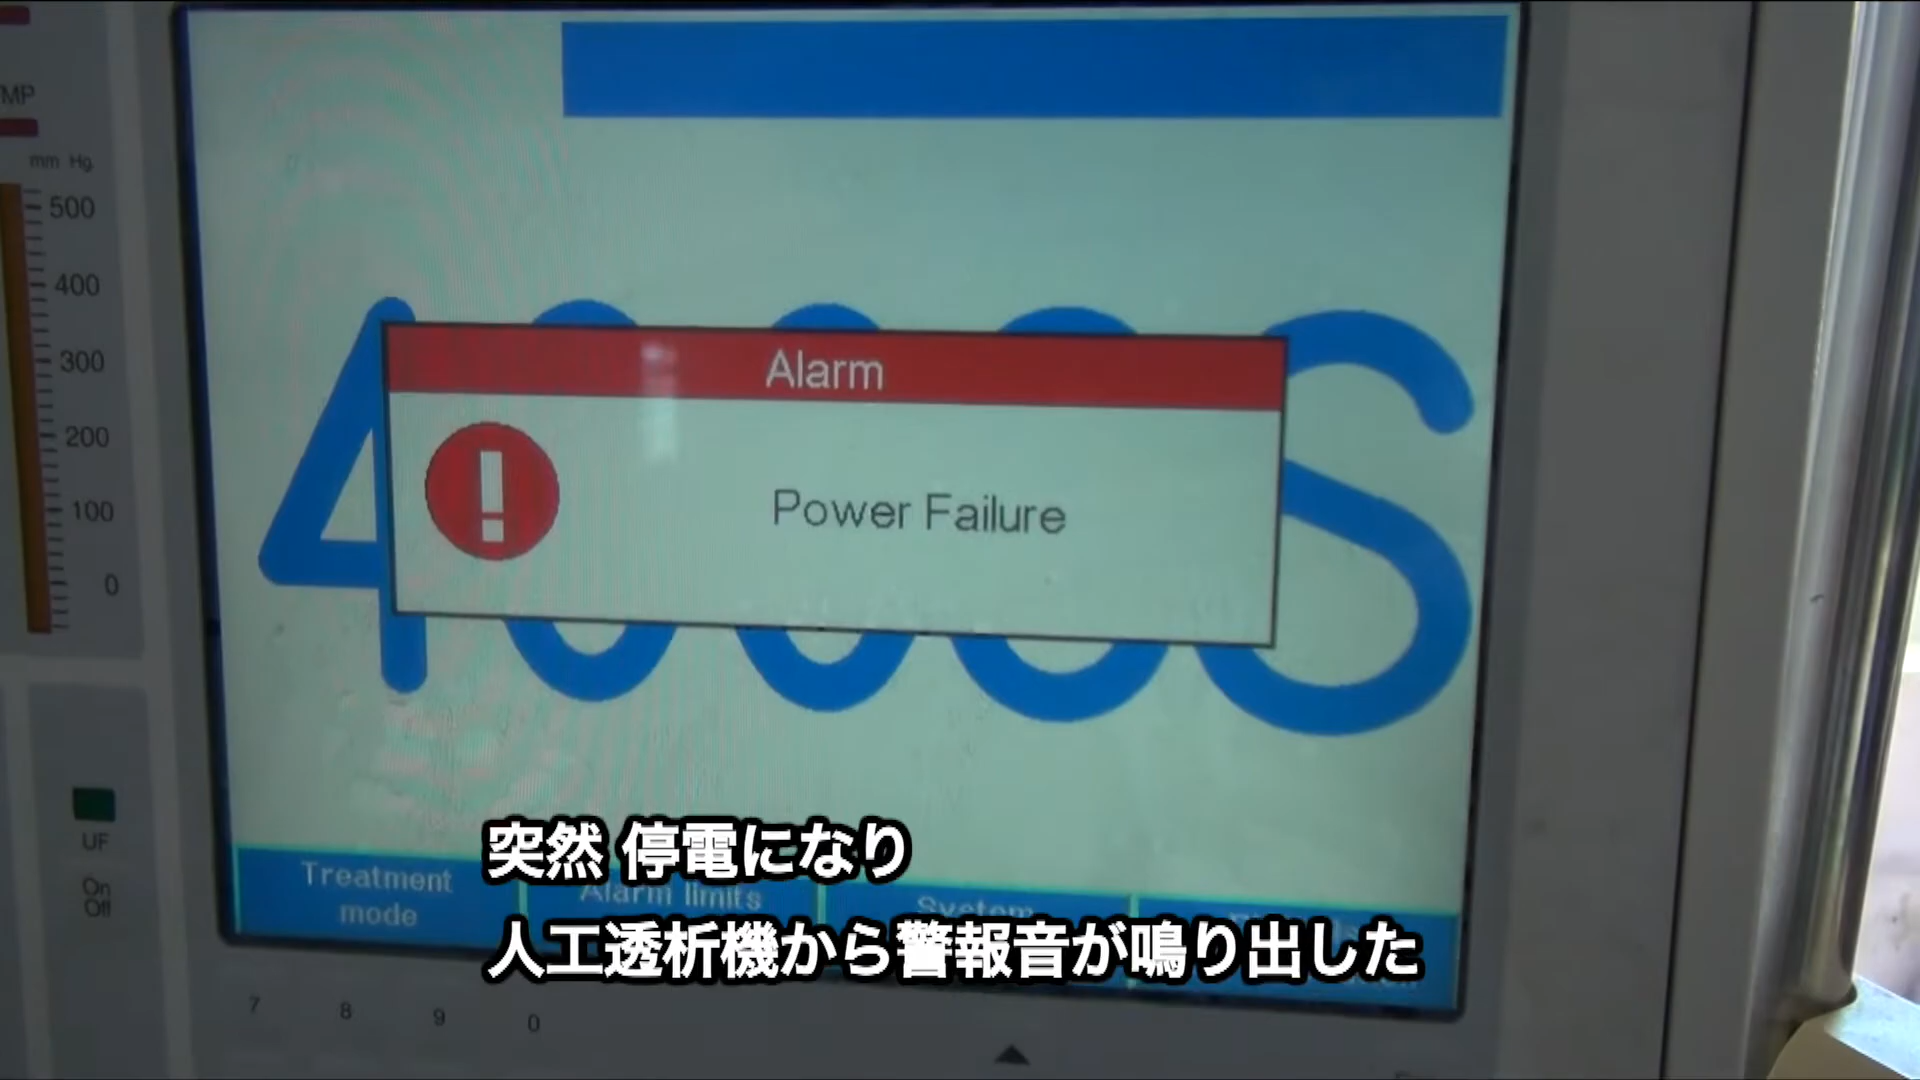 MP
mm Hg
500
400
300
200
100
0
Alarm
Power Failure
突然 停電になり
人工透析機から警報音が鳴り出した
UF
On
Off
Treatment
mode
Alarm limits
System
7 8 9 0